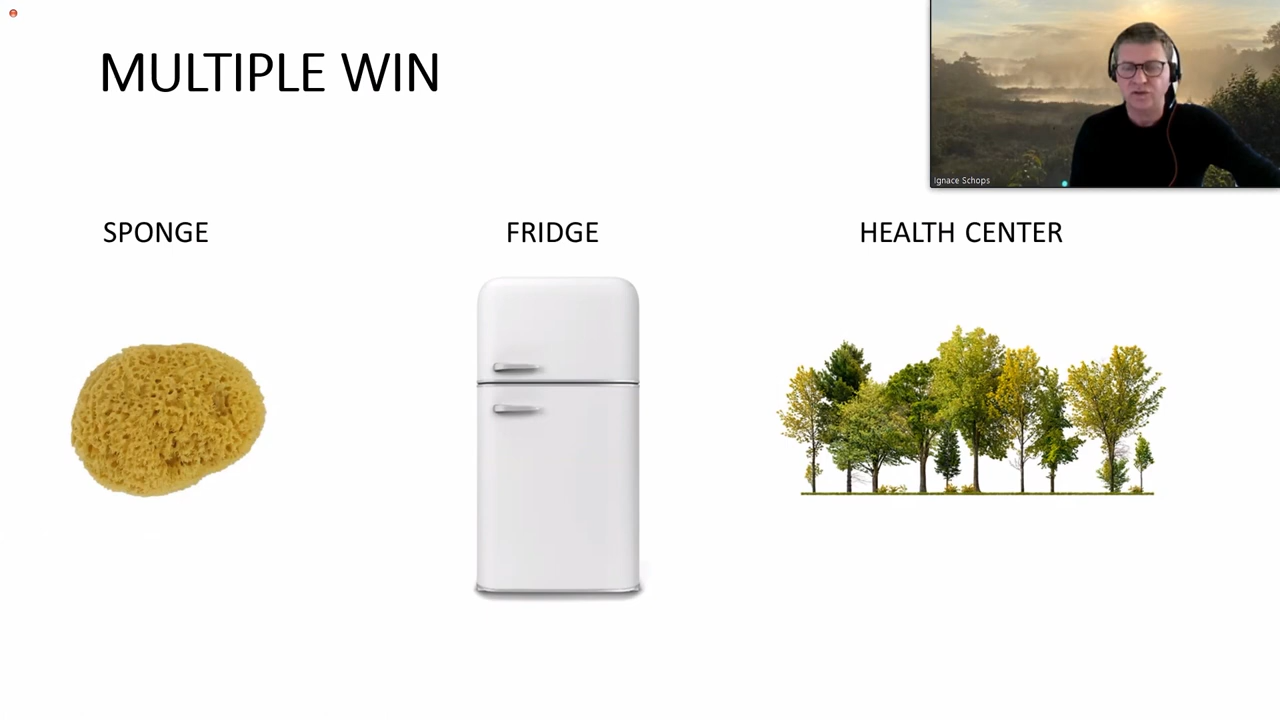 MULTIPLE WIN
Ignace Schops
SPONGE
FRIDGE
HEALTH CENTER